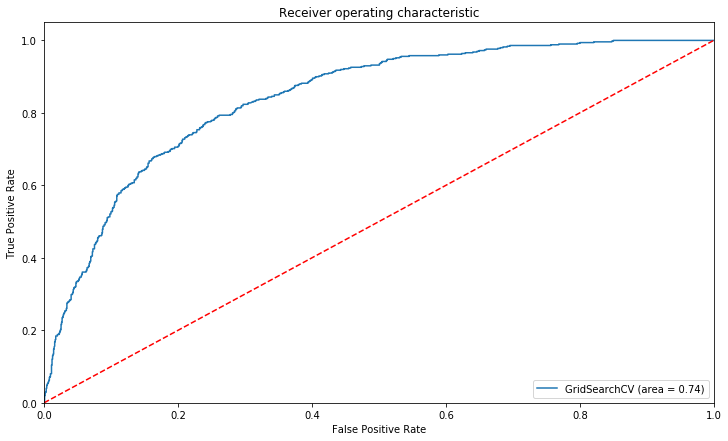 Receiver operating characteristic
1.0
0.8
0.6
0.4
0.2
0.0
True Positive Rate
GridSearchCV (area = 0.74)
0.0 0.2 0.4 0.6 0.8 1.0
False Positive Rate